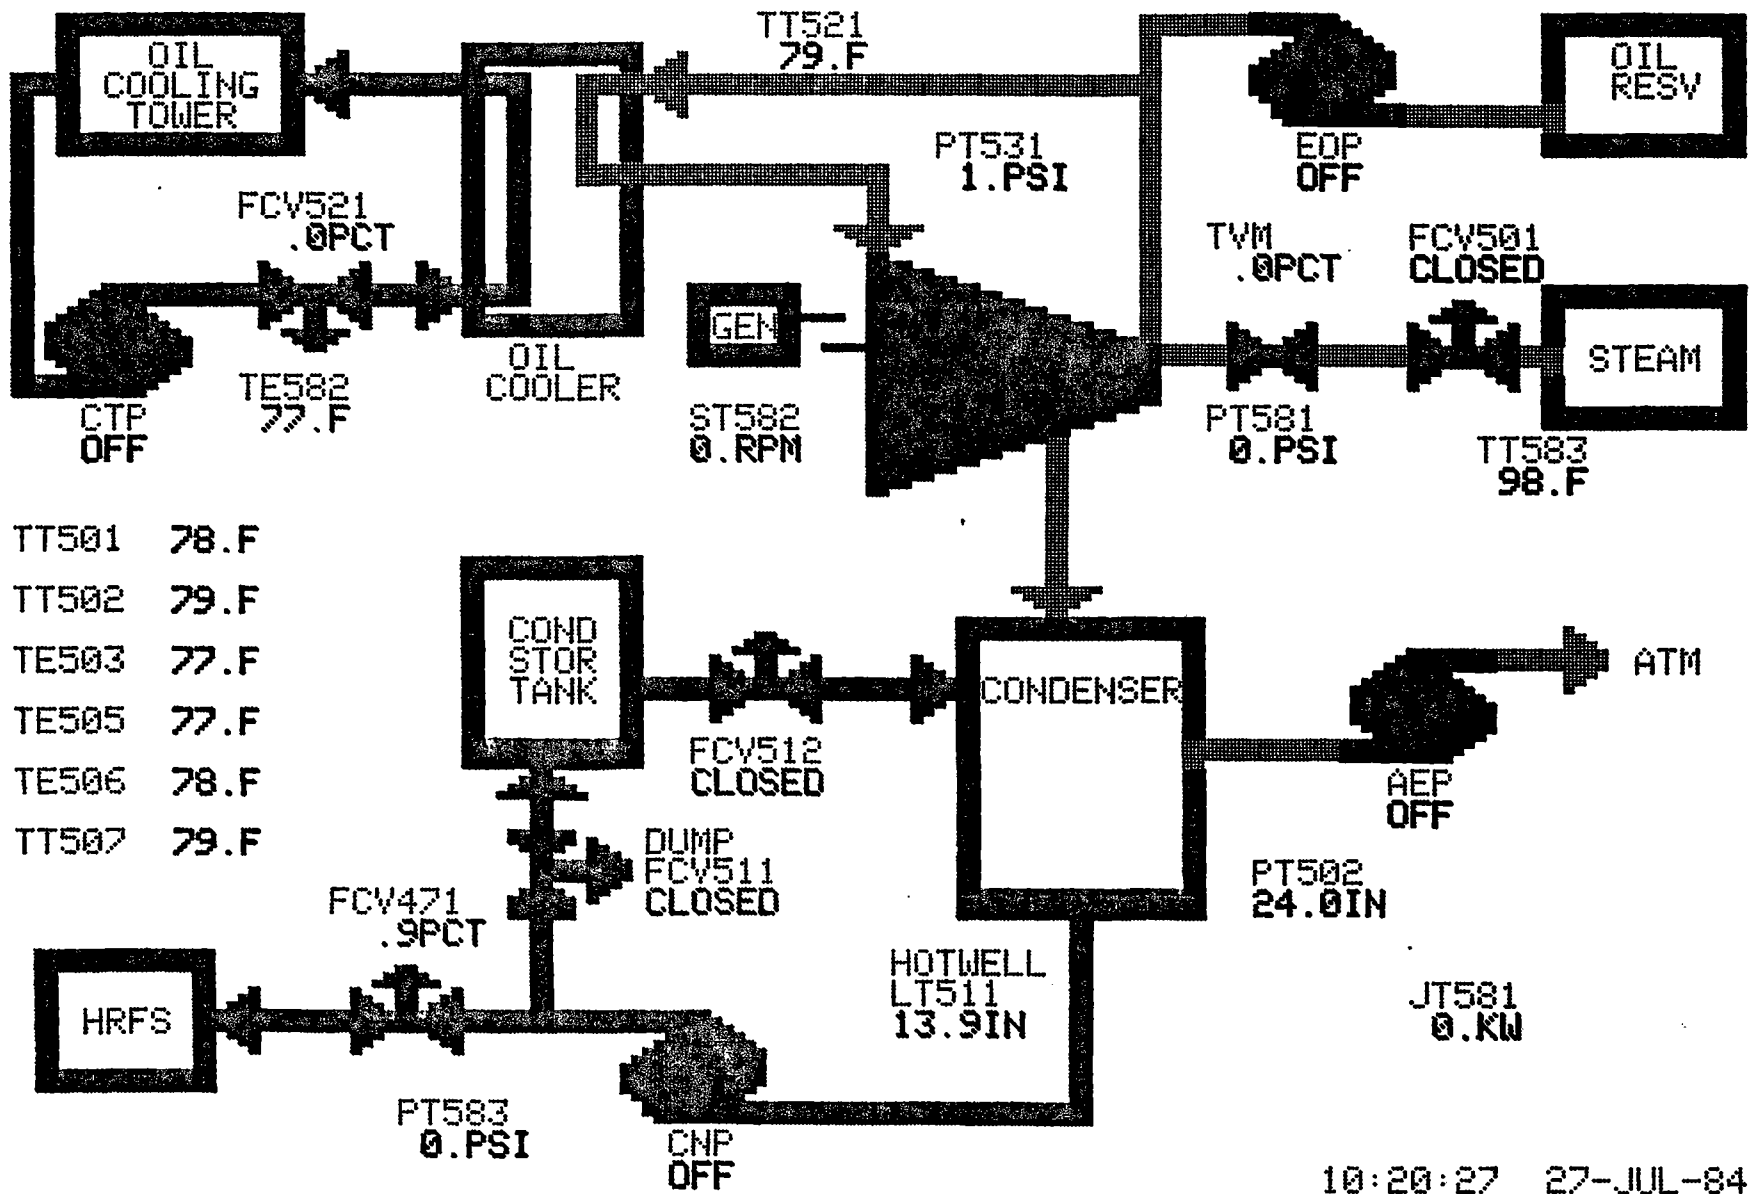 OIL
COOLING
TOWER
TT521
79.F
OIL
RESV
PT531
1.PSI
EOP
OFF
FCV521
.0PCT
TVM
.0PCT
FCV501
CLOSED
GEN
STEAM
OIL
COOLER
TE582
77.F
CTP
OFF
ST582
0.RPM
PT581
0.PSI
TT583
98.F
TT501 78.F
TT502 79.F
TE503 77.F
TE505 77.F
TE506 78.F
TT507 79.F
COND
STOR
TANK
CONDENSER
ATM
FCV512
CLOSED
AEP
OFF
DUMP
FCV511
CLOSED
PT502
24.0IN
FCV471
.9PCT
HOTWELL
LT511
13.9IN
JT581
0.KW
HRFS
PT583
0.PSI
CNP
OFF
10:20:27 27-JUL-84